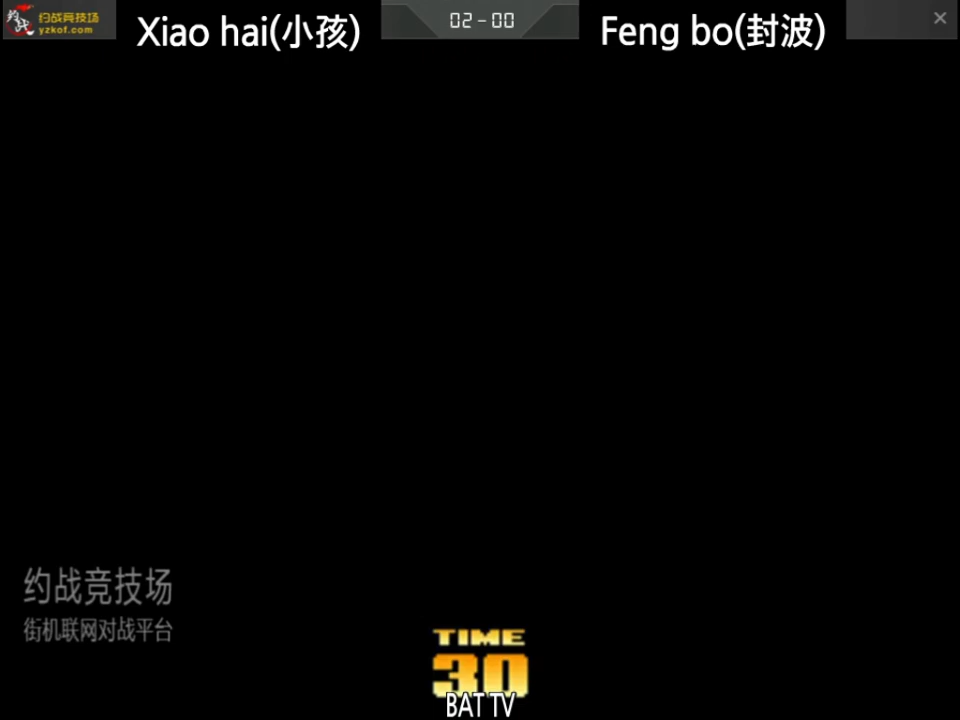 约战竞技场
yzkof.com
Xiao hai(小孩)
02-00
Feng bo(封波)
约战竞技场
街机联网对战平台
TIME
30
BAT TV